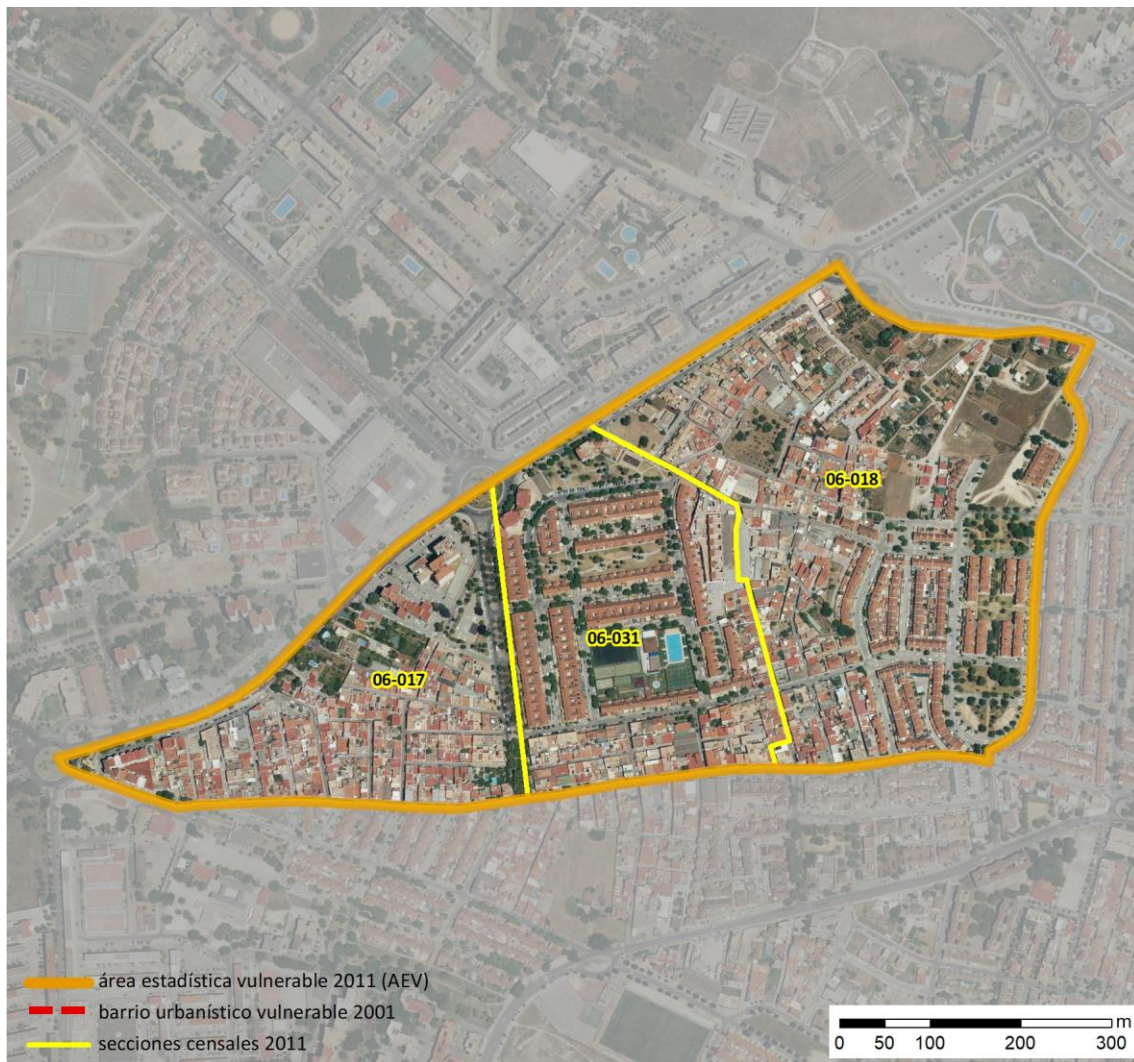 06-018
06-031
06-017
área estadística vulnerable 2011 (AEV)
barrio urbanístico vulnerable 2001
secciones censales 2011
m
0 50 100 200 300